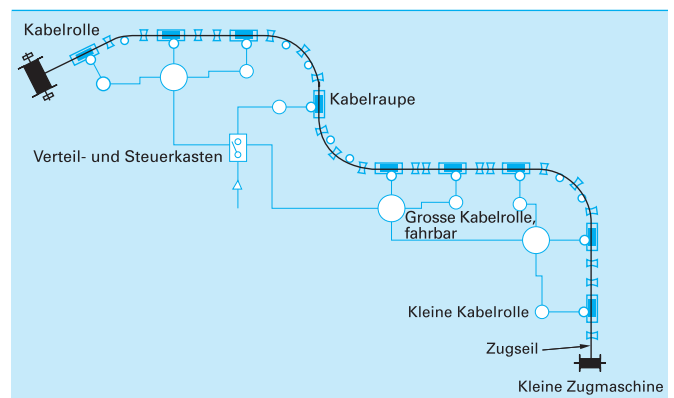 Kabelrolle
Kabelraupe
Verteil- und Steuerkasten
Grosse Kabelrolle,
fahrbar
Kleine Kabelrolle
Zugseil
Kleine Zugmaschine